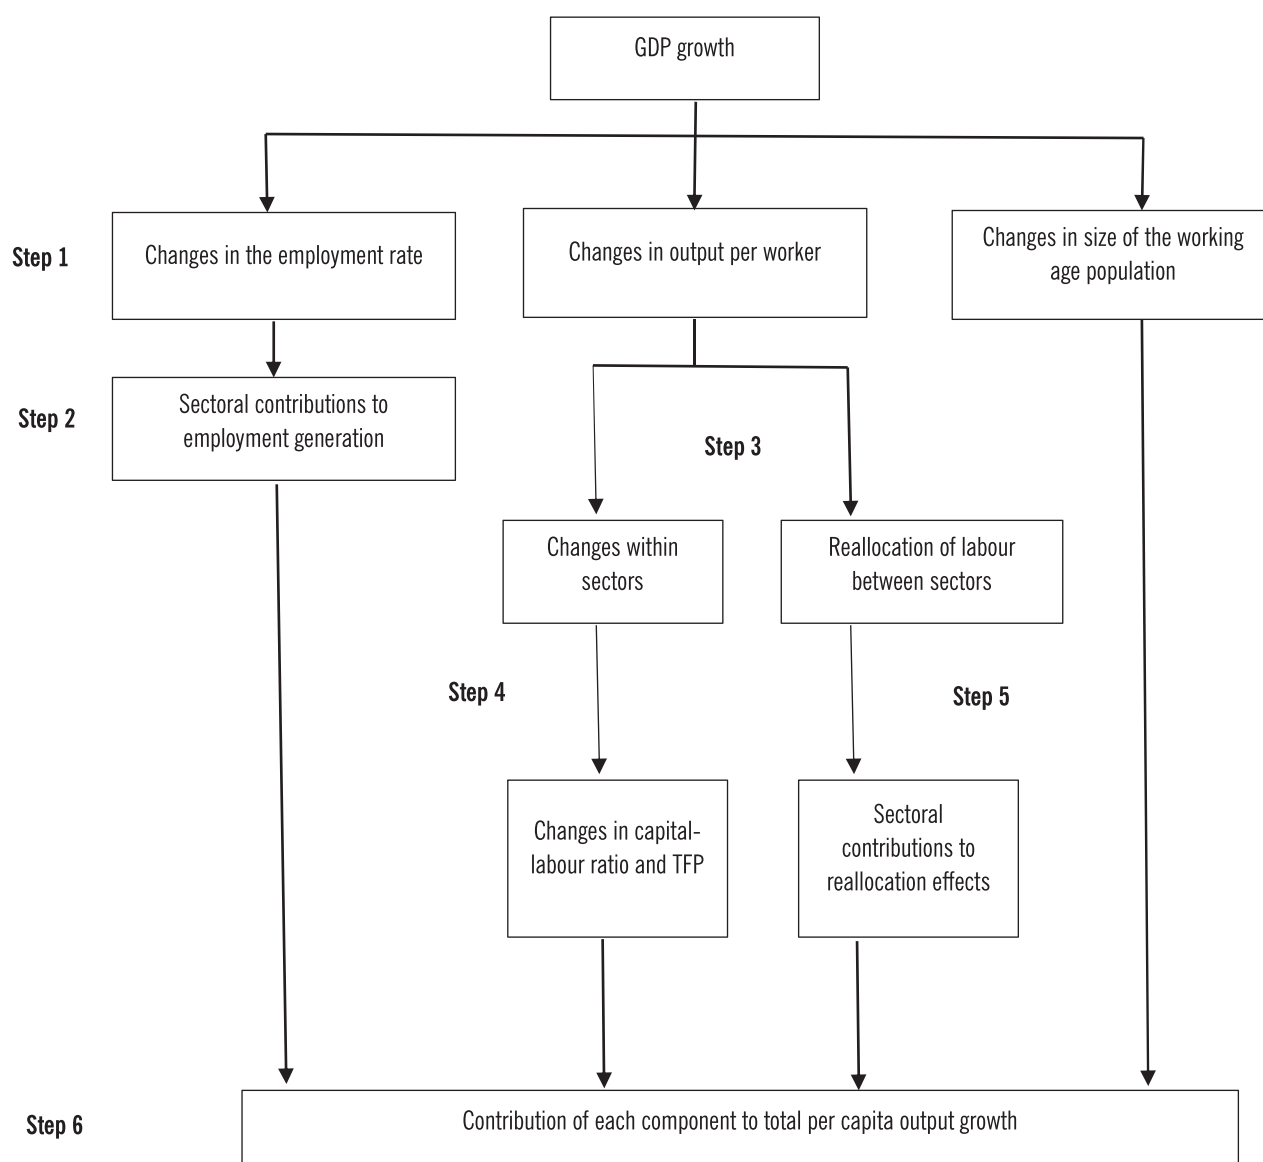 GDP growth
Step 1
Changes in the employment rate
Changes in output per worker
Changes in size of the working
age population
Step 2
Sectoral contributions to
employment generation
Step 3
Changes within
sectors
Reallocation of labour
between sectors
Step 4
Step 5
Changes in capital-
labour ratio and TFP
Sectoral
contributions to
reallocation effects
Step 6
Contribution of each component to total per capita output growth